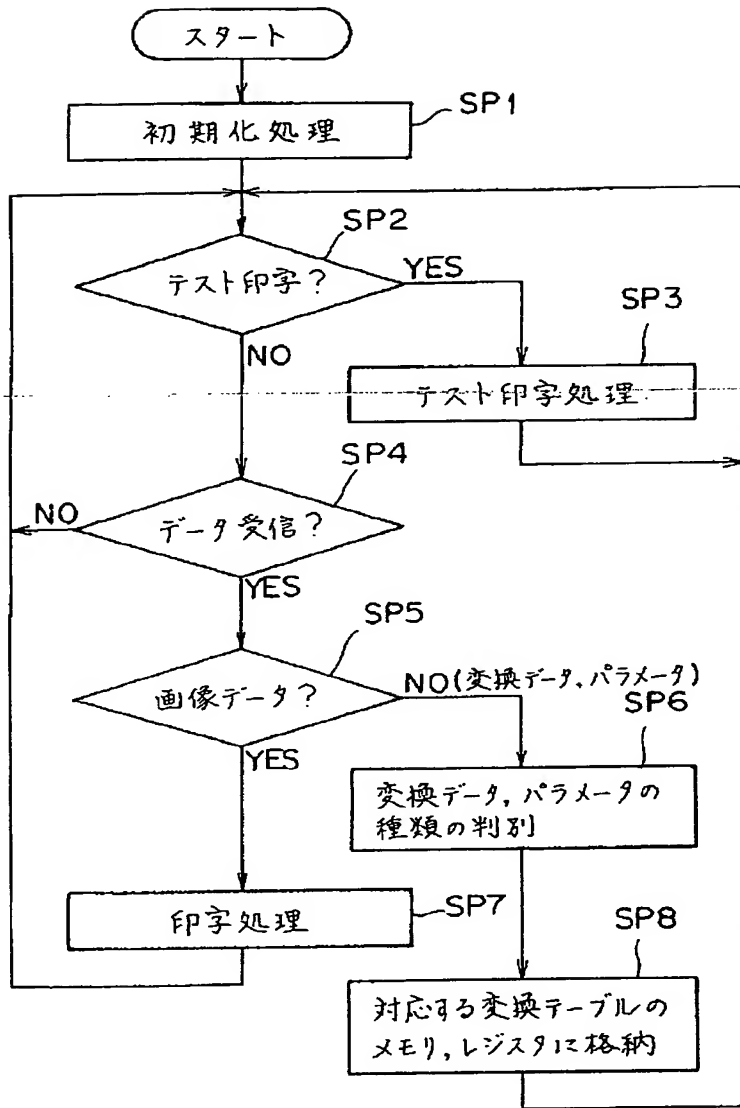 スタート
SP1
初期化処理
SP2
テスト印字?
YES
NO
SP3
テスト印字処理
SP4
データ受信?
NO
YES
SP5
画像データ?
NO(変換データ,パラメータ)
YES
SP6
変換データ,パラメータの
種類の判別
印字処理
SP7
SP8
対応する変換テーブルの
メモリ,レジスタに格納